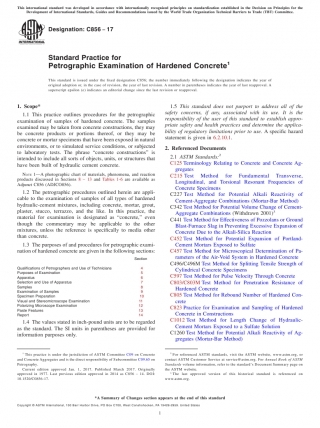 This international standard was developed in accordance with internationally recognized principles on standardization established in the Decision on Principles for the
Development of International Standards, Guides and Recommendations issued by the World Trade Organization Technical Barriers to Trade (TBT) Committee.
Designation: C856 − 17
INTERNATIONAL
Standard Practice for
Petrographic Examination of Hardened Concrete¹
This standard is issued under the fixed designation C856; the number immediately following the designation indicates the year of
original adoption or, in the case of revision, the year of last revision. A number in parentheses indicates the year of last reapproval. A
superscript epsilon (ε) indicates an editorial change since the last revision or reapproval.
1. Scope*
1.1 This practice outlines procedures for the petrographic
examination of samples of hardened concrete. The samples
examined may be taken from concrete constructions, they may
be concrete products or portions thereof, or they may be
concrete or mortar specimens that have been exposed in natural
environments, or to simulated service conditions, or subjected
to laboratory tests. The phrase “concrete constructions” is
intended to include all sorts of objects, units, or structures that
have been built of hydraulic cement concrete.
NOTE 1—A photographic chart of materials, phenomena, and reaction
products discussed in Sections 8 – 13 and Tables 1-6 are available as
Adjunct C856 (ADJC0856).
1.2 The petrographic procedures outlined herein are appli-
cable to the examination of samples of all types of hardened
hydraulic-cement mixtures, including concrete, mortar, grout,
plaster, stucco, terrazzo, and the like. In this practice, the
material for examination is designated as “concrete,” even
though the commentary may be applicable to the other
mixtures, unless the reference is specifically to media other
than concrete.
1.3 The purposes of and procedures for petrographic exami-
nation of hardened concrete are given in the following sections:
Section
Qualifications of Petrographers and Use of Technicians 4
Purposes of Examination 3
Apparatus
Selection and Use of Apparatus
Samples
Examination of Samples
Specimen Preparation 10
Visual and Stereomicroscope Examination 11
Polarizing Microscope Examination 12
Paste Features 13
Report 14
1.4 The values stated in inch-pound units are to be regarded
as the standard. The SI units in parentheses are provided for
information purposes only.
¹ This practice is under the jurisdiction of ASTM Committee C09 on Concrete
and Concrete Aggregates and is the direct responsibility of Subcommittee C09.65 on
Petrography.
Current edition approved Jan. 1, 2017. Published March 2017. Originally
approved in 1977. Last previous edition approved in 2014 as C856 – 14. DOI:
10.1520/C0856-17.
1.5 This standard does not purport to address all of the
safety concerns, if any, associated with its use. It is the
responsibility of the user of this standard to establish appro-
priate safety and health practices and determine the applica-
bility of regulatory limitations prior to use. A specific hazard
statement is given in 6.2.10.1.
2. Referenced Documents
2.1 ASTM Standards:²
C125 Terminology Relating to Concrete and Concrete Ag-
gregates
C215 Test Method for Fundamental Transverse,
Longitudinal, and Torsional Resonant Frequencies of
Concrete Specimens
C227 Test Method for Potential Alkali Reactivity of
Cement-Aggregate Combinations (Mortar-Bar Method)
C342 Test Method for Potential Volume Change of Cement-
Aggregate Combinations (Withdrawn 2001)³
C441 Test Method for Effectiveness of Pozzolans or Ground
Blast-Furnace Slag in Preventing Excessive Expansion of
Concrete Due to the Alkali-Silica Reaction
C452 Test Method for Potential Expansion of Portland-
Cement Mortars Exposed to Sulfate
C457 Test Method for Microscopical Determination of Pa-
rameters of the Air-Void System in Hardened Concrete
C496/C496M Test Method for Splitting Tensile Strength of
Cylindrical Concrete Specimens
C597 Test Method for Pulse Velocity Through Concrete
C803/C803M Test Method for Penetration Resistance of
Hardened Concrete
C805 Test Method for Rebound Number of Hardened Con-
crete
C823 Practice for Examination and Sampling of Hardened
Concrete in Constructions
C1012 Test Method for Length Change of Hydraulic-
Cement Mortars Exposed to a Sulfate Solution
C1260 Test Method for Potential Alkali Reactivity of Ag-
gregates (Mortar-Bar Method)
² For referenced ASTM standards, visit the ASTM website, www.astm.org, or
contact ASTM Customer Service at service@astm.org. For Annual Book of ASTM
Standards volume information, refer to the standard's Document Summary page on
the ASTM website.
³ The last approved version of this historical standard is referenced on
www.astm.org.
*A Summary of Changes section appears at the end of this standard
Copyright © ASTM International, 100 Barr Harbor Drive, PO Box C700, West Conshohocken, PA 19428-2959. United States
1